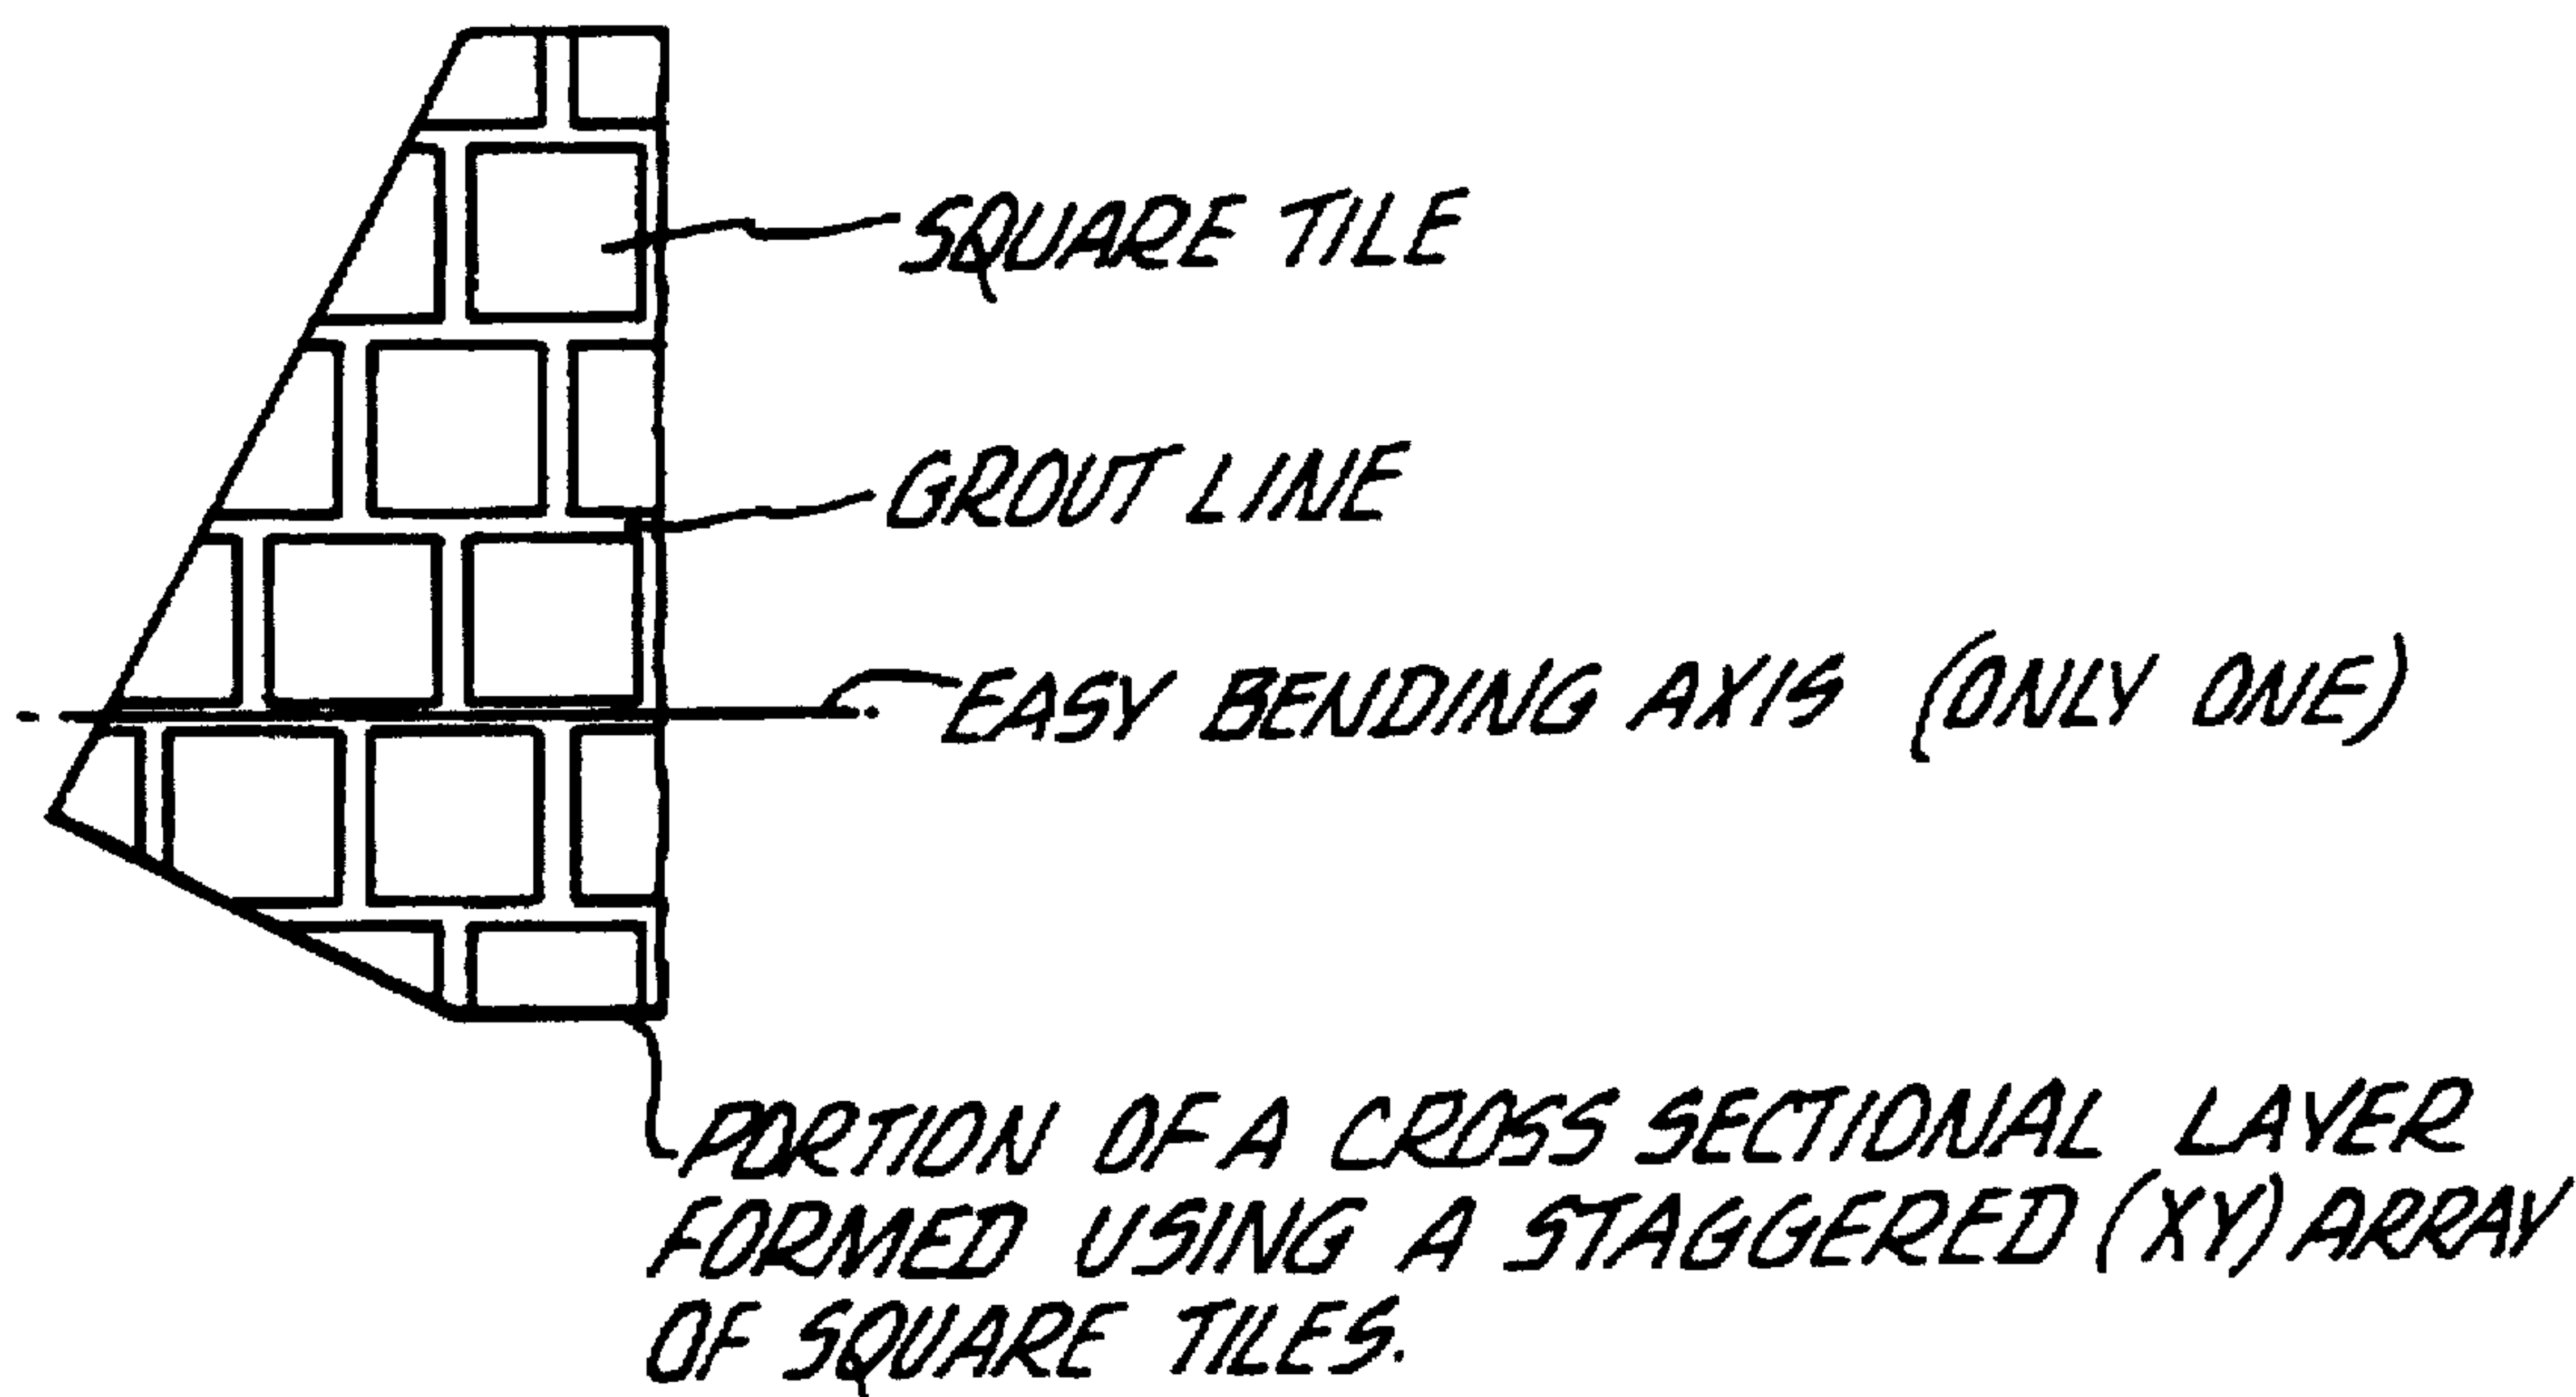 SQUARE TILE
GROUT LINE
EASY BENDING AXIS (ONLY ONE)
PORTION OF A CROSS SECTIONAL LAYER
FORMED USING A STAGGERED (XY) ARRAY
OF SQUARE TILES.